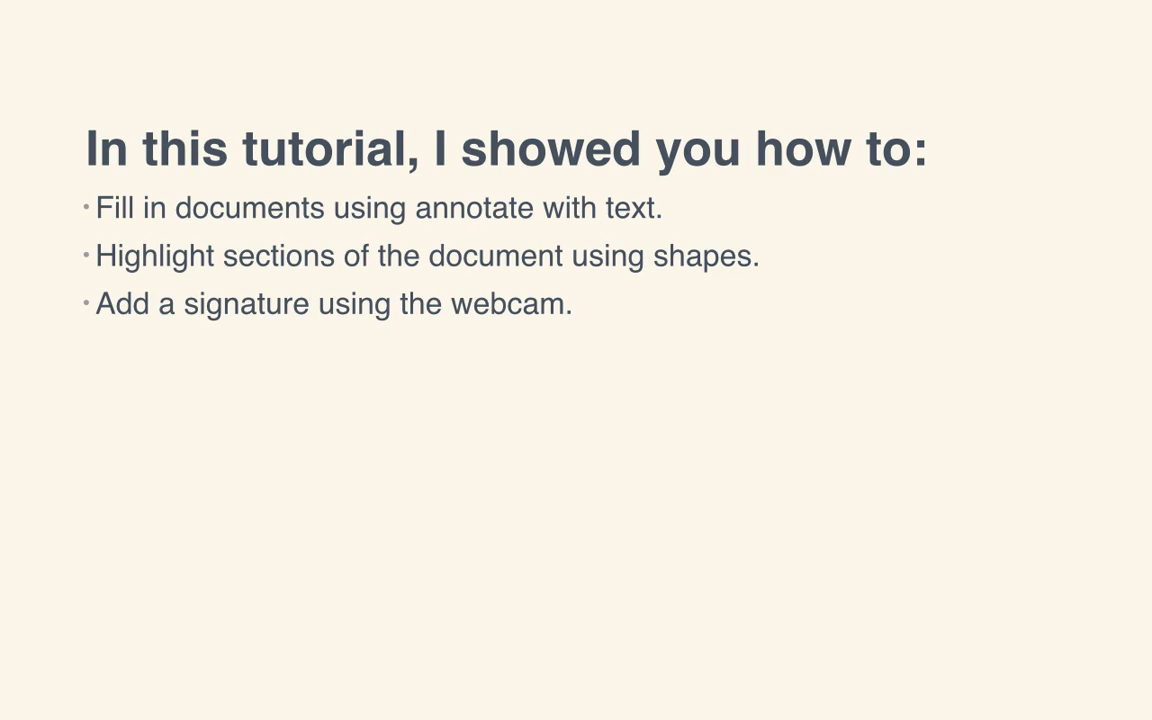 In this tutorial, I showed you how to:
• Fill in documents using annotate with text.
• Highlight sections of the document using shapes.
• Add a signature using the webcam.